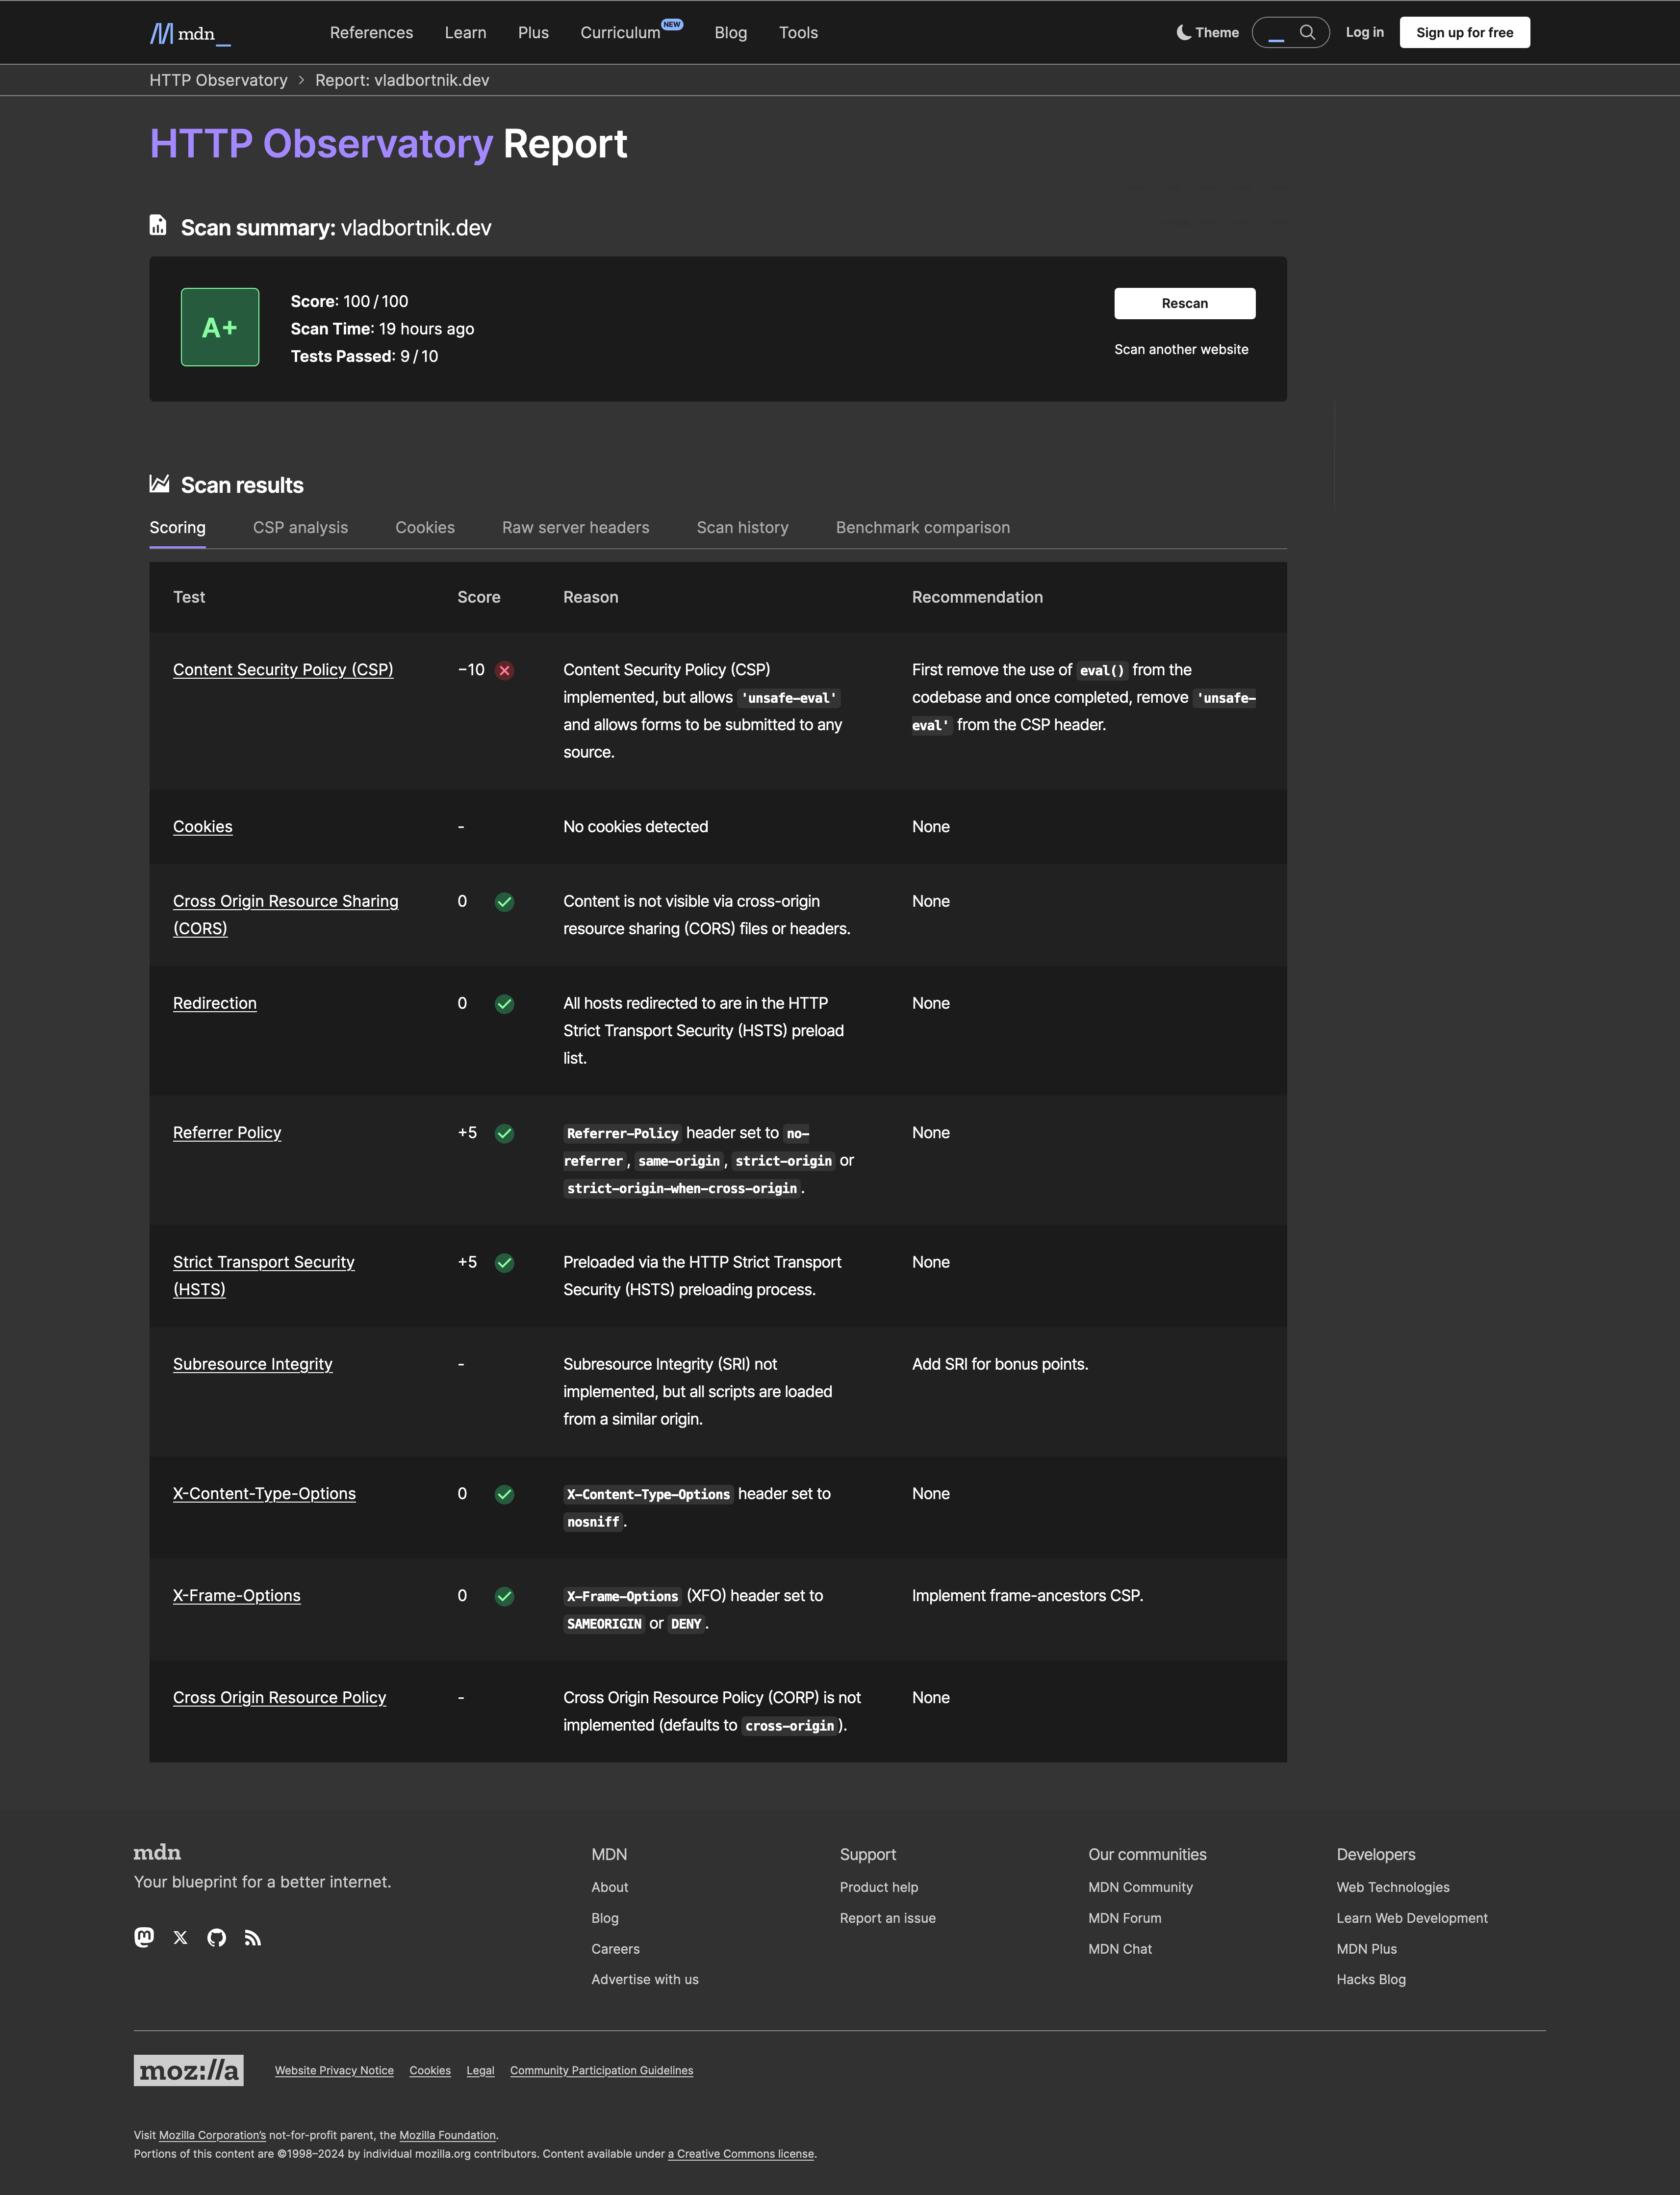 mdn_
References
Learn
Plus
Curriculum NEW
Blog
Tools
Theme
_
Log in
Sign up for free
HTTP Observatory
Report: vladbortnik.dev
HTTP Observatory Report
Scan summary: vladbortnik.dev
A+
Score: 100 / 100
Scan Time: 19 hours ago
Tests Passed: 9 / 10
Rescan
Scan another website
Scan results
Scoring
CSP analysis
Cookies
Raw server headers
Scan history
Benchmark comparison
Test
Score
Reason
Recommendation
Content Security Policy (CSP)
−10
Content Security Policy (CSP)
implemented, but allows 'unsafe-eval'
and allows forms to be submitted to any
source.
First remove the use of eval() from the
codebase and once completed, remove 'unsafe-
eval' from the CSP header.
Cookies
-
No cookies detected
None
Cross Origin Resource Sharing
(CORS)
0
Content is not visible via cross-origin
resource sharing (CORS) files or headers.
None
Redirection
0
All hosts redirected to are in the HTTP
Strict Transport Security (HSTS) preload
list.
None
Referrer Policy
+5
Referrer-Policy header set to no-
referrer, same-origin, strict-origin or
strict-origin-when-cross-origin.
None
Strict Transport Security
(HSTS)
+5
Preloaded via the HTTP Strict Transport
Security (HSTS) preloading process.
None
Subresource Integrity
-
Subresource Integrity (SRI) not
implemented, but all scripts are loaded
from a similar origin.
Add SRI for bonus points.
X-Content-Type-Options
0
X-Content-Type-Options header set to
nosniff.
None
X-Frame-Options
0
X-Frame-Options (XFO) header set to
SAMEORIGIN or DENY.
Implement frame-ancestors CSP.
Cross Origin Resource Policy
-
Cross Origin Resource Policy (CORP) is not
implemented (defaults to cross-origin).
None
mdn
Your blueprint for a better internet.
MDN
About
Blog
Careers
Advertise with us
Support
Product help
Report an issue
Our communities
MDN Community
MDN Forum
MDN Chat
Developers
Web Technologies
Learn Web Development
MDN Plus
Hacks Blog
moz://a
Website Privacy Notice
Cookies
Legal
Community Participation Guidelines
Visit Mozilla Corporation's not-for-profit parent, the Mozilla Foundation.
Portions of this content are ©1998–2024 by individual mozilla.org contributors. Content available under a Creative Commons license.